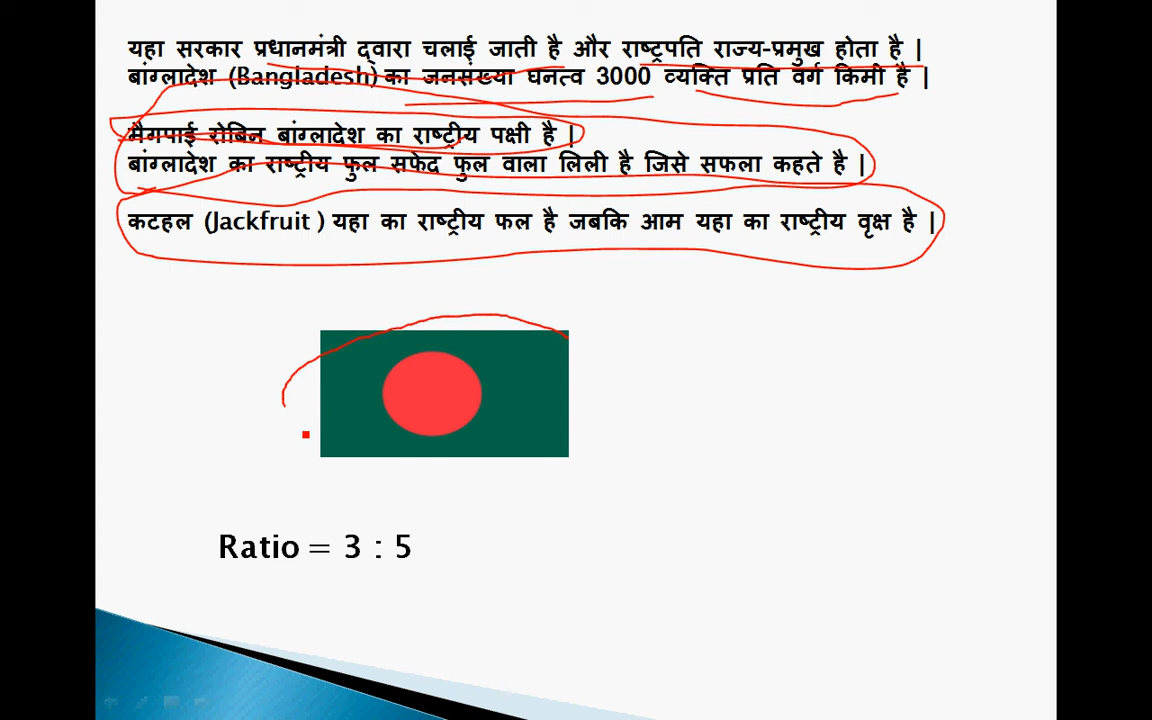 यहा सरकार प्रधानमंत्री द्वारा चलाई जाती है और राष्ट्रपति राज्य-प्रमुख होता है |
बांग्लादेश (Bangladesh) का जनसंख्या घनत्व 3000 व्यक्ति प्रति वर्ग किमी है |
मैगपाई रोबिन बांग्लादेश का राष्ट्रीय पक्षी है |
बांग्लादेश का राष्ट्रीय फुल सफेद फुल वाला लिली है जिसे सफला कहते है |
कटहल (Jackfruit ) यहा का राष्ट्रीय फल है जबकि आम यहा का राष्ट्रीय वृक्ष है |
Ratio = 3 : 5